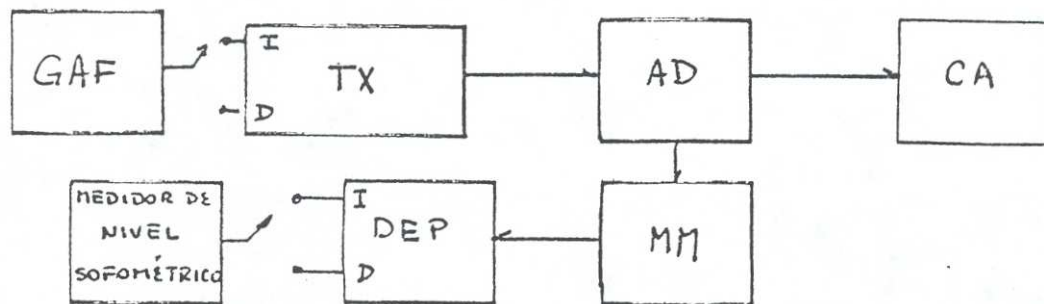 GAF
I
D
TX
AD
CA
MEDIDOR DE
NIVEL
SOFOMÉTRICO
I
D
DEP
MM